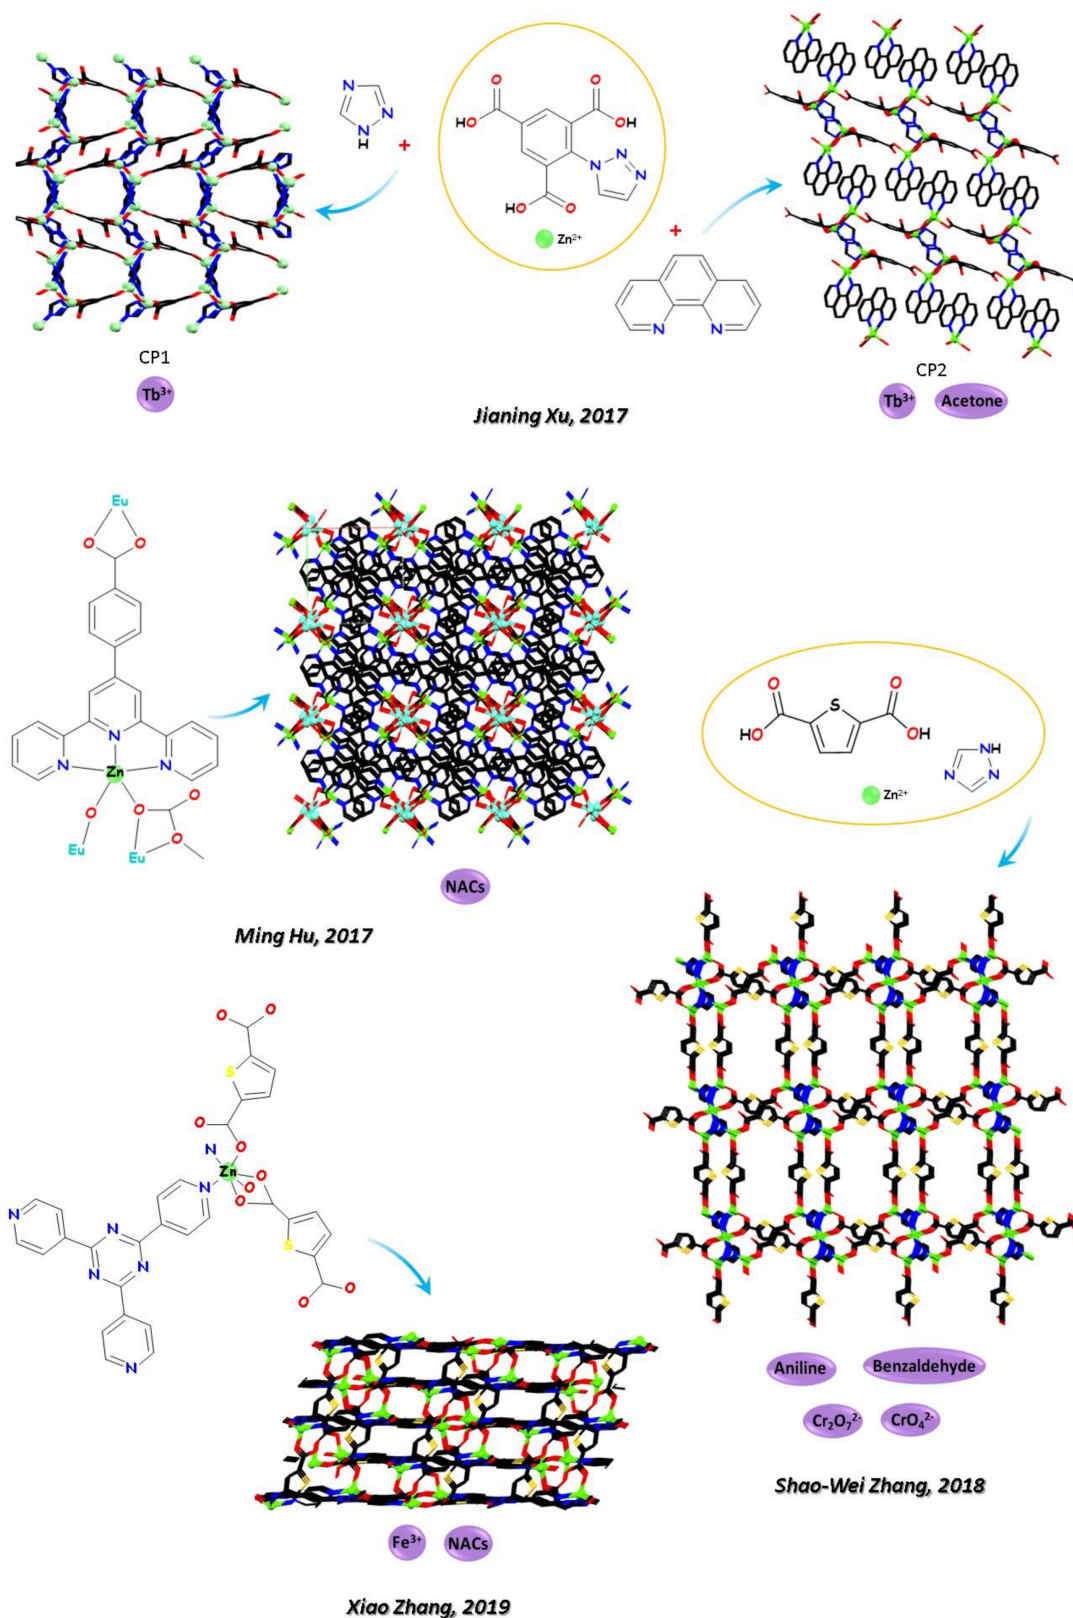 N
N
N
H
+
O
O
HO
OH
N
N
N
HO
O
Zn²⁺
+
N
N
CP1
Tb³⁺
CP2
Tb³⁺ Acetone
Jianing Xu, 2017
Eu
O O
N
N N
Zn
O O O
O
Eu Eu
NACs
Ming Hu, 2017
O S O
HO OH
NH
N
N
Zn²⁺
O O
S
O O
N
Zn
N O
O O
N
N N
N
S
N
O O
Aniline Benzaldehyde
Cr₂O₇²⁻ CrO₄²⁻
Shao-Wei Zhang, 2018
Fe³⁺ NACs
Xiao Zhang, 2019